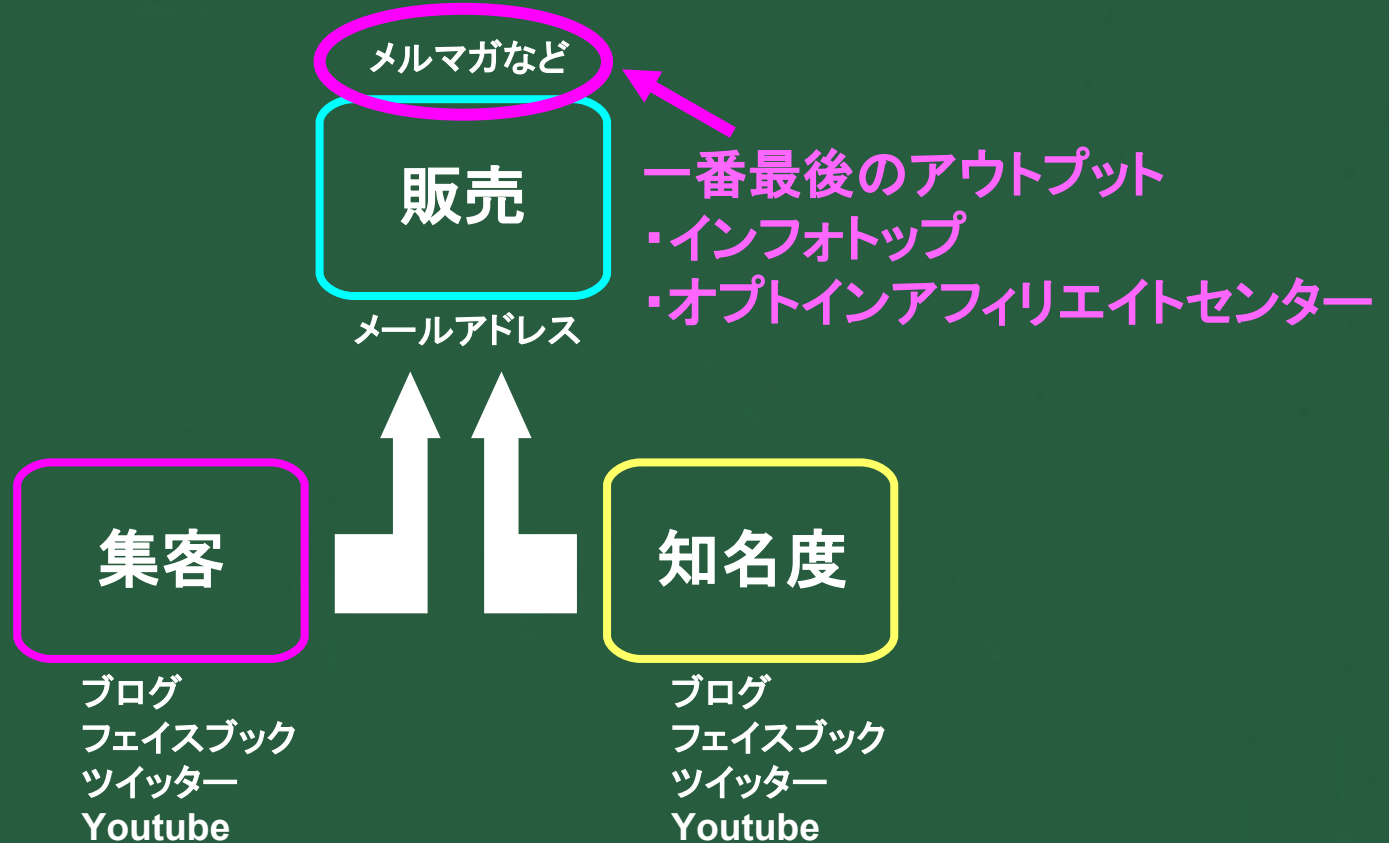 メルマガなど
販売
一番最後のアウトプット
・インフォトップ
・オプトインアフィリエイトセンター
メールアドレス
集客
知名度
ブログ
フェイスブック
ツイッター
Youtube
ブログ
フェイスブック
ツイッター
Youtube